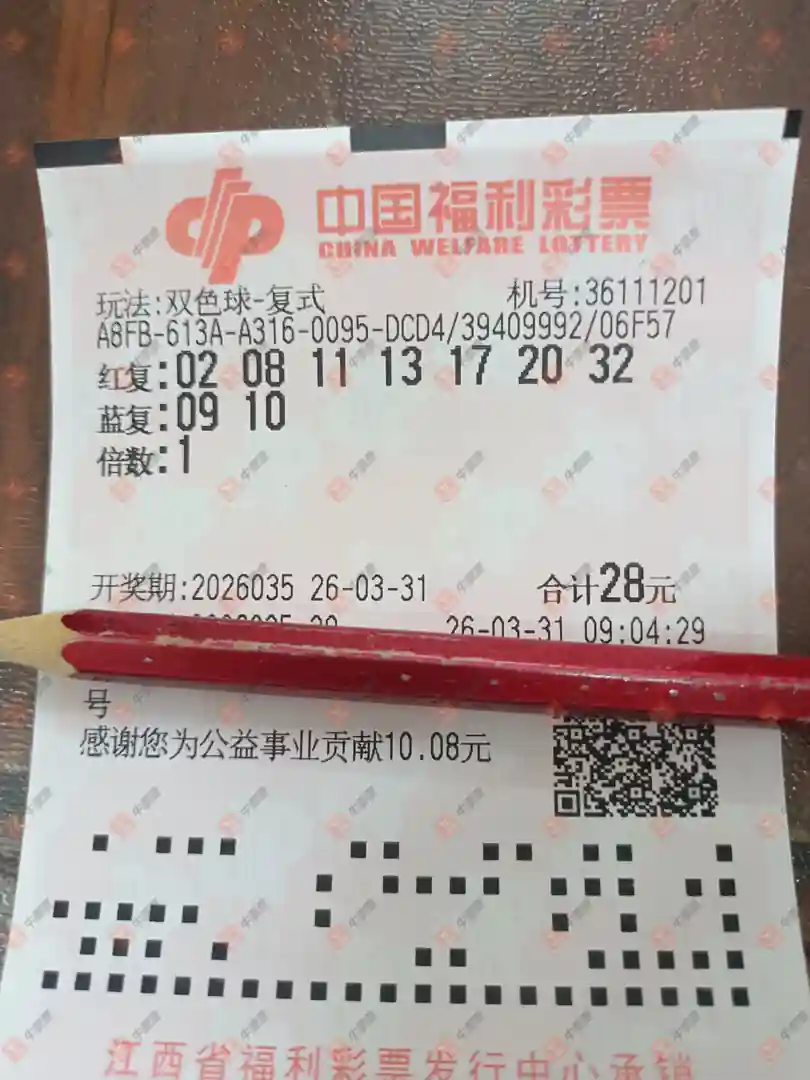 中国福利彩票
CHINA WELFARE LOTTERY
玩法:双色球-复式 机号:36111201
A8FB-613A-A316-0095-DCD4/39409992/06F57
红复:02 08 11 13 17 20 32
蓝复:09 10
倍数:1
开奖期:2026035 26-03-31 合计28元
26-03-31 09:04:29
号
感谢您为公益事业贡献10.08元
江西省福利彩票发行中心承销